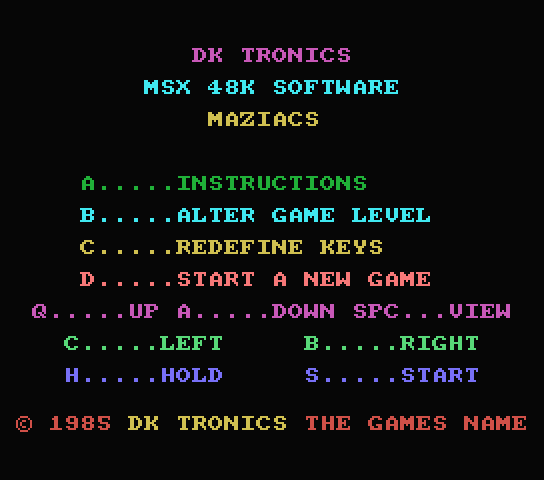 DK TRONICS
MSX 48K SOFTWARE
MAZIACS
A.....INSTRUCTIONS
B.....ALTER GAME LEVEL
C.....REDEFINE KEYS
D.....START A NEW GAME
Q.....UP A.....DOWN SPC...VIEW
C.....LEFT B.....RIGHT
H.....HOLD S.....START
© 1985 DK TRONICS THE GAMES NAME